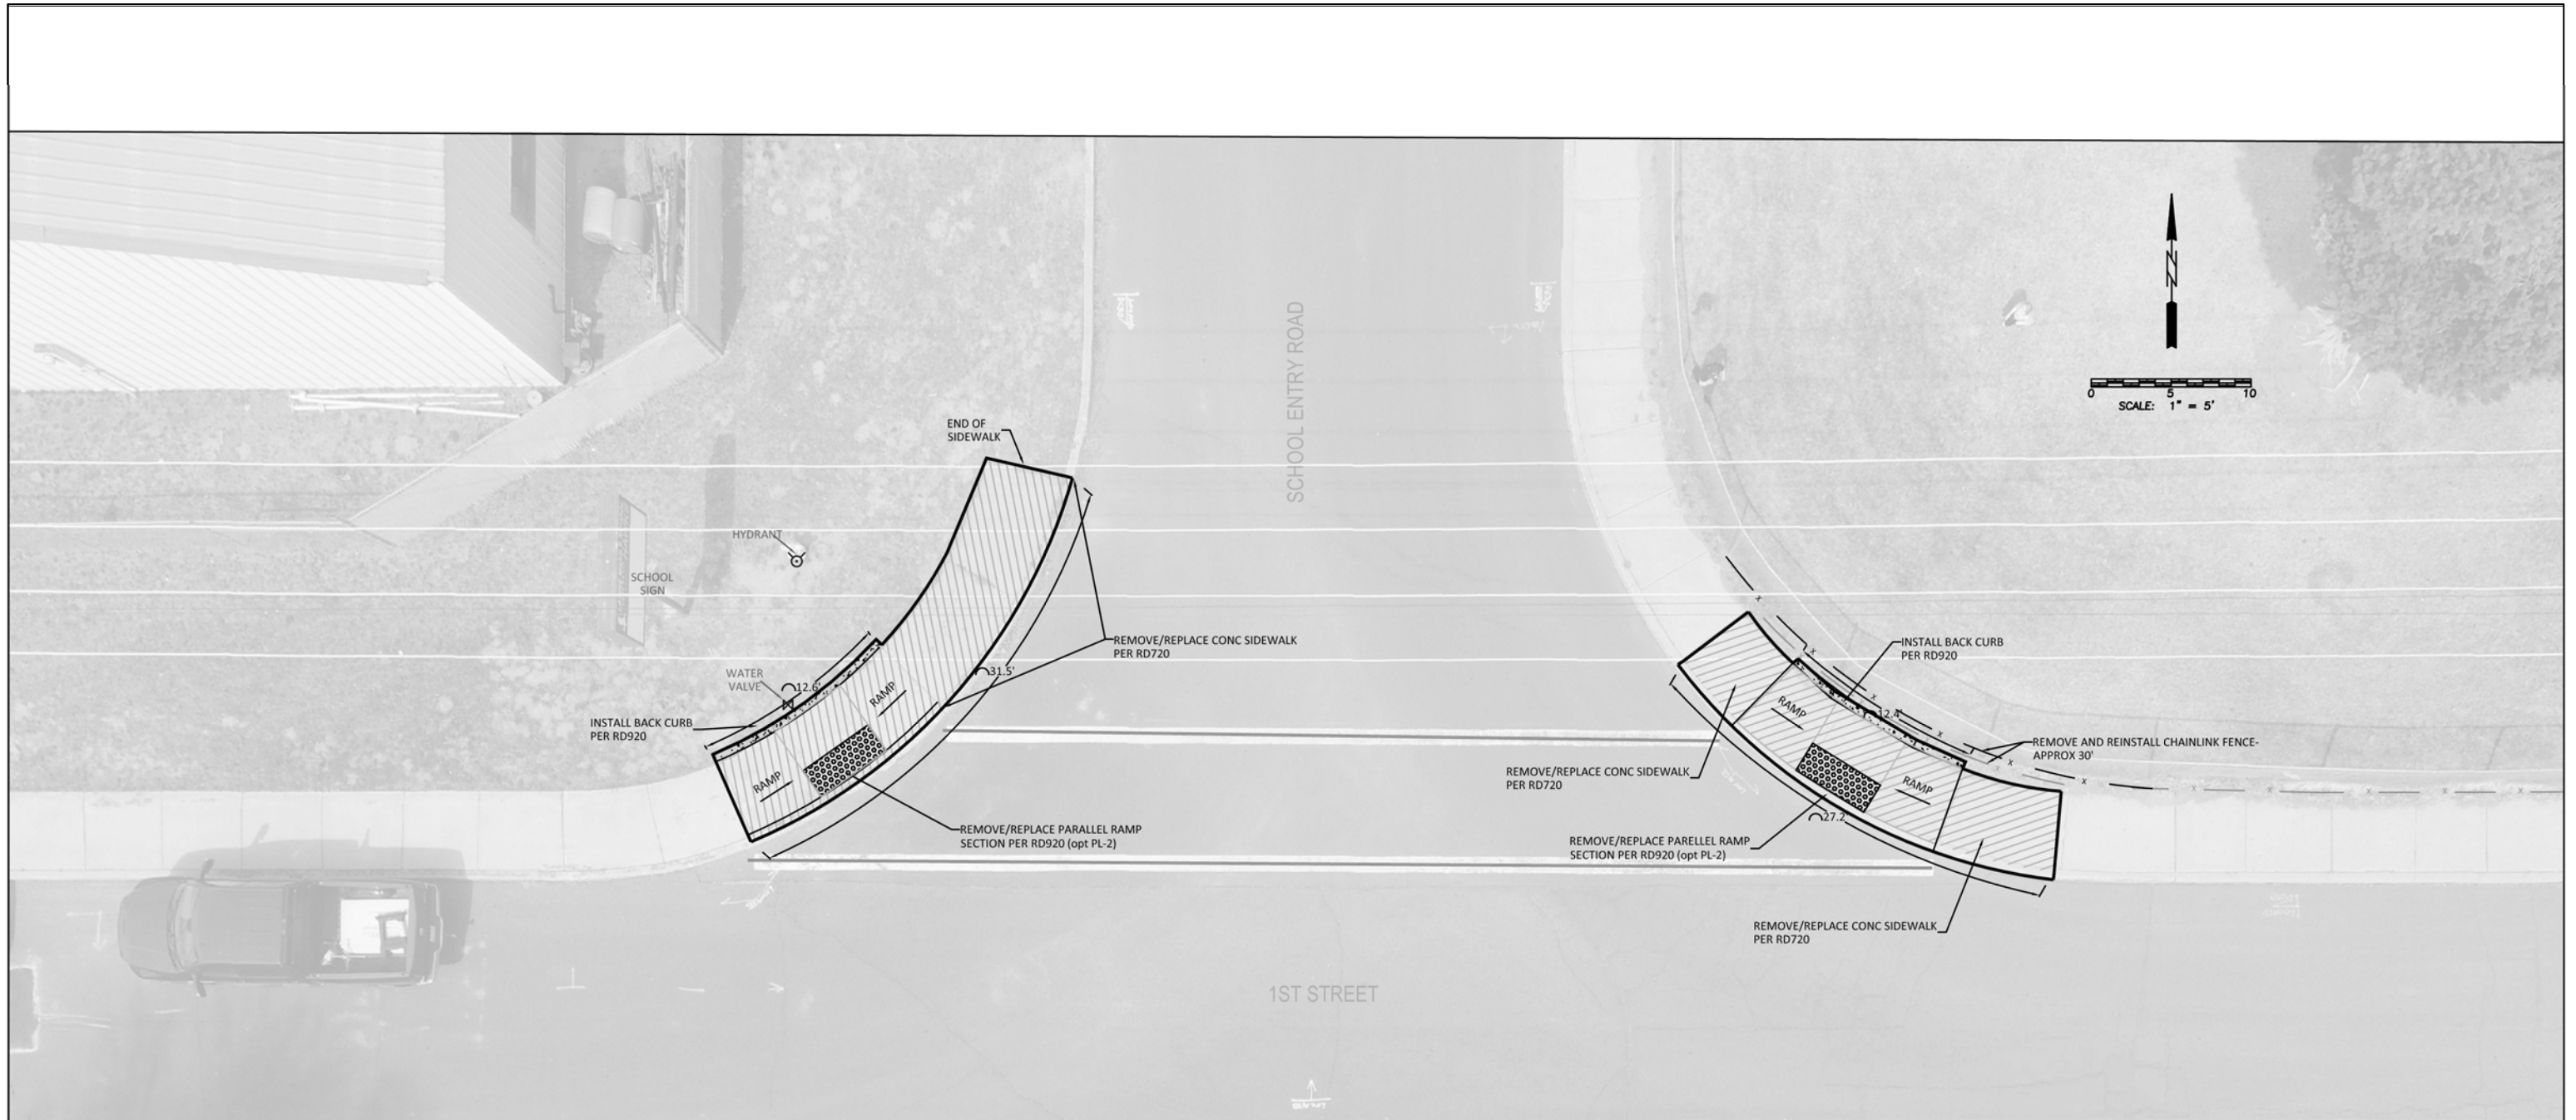 SCHOOL ENTRY ROAD
0 5 10
SCALE: 1" = 5'
END OF
SIDEWALK
HYDRANT
SCHOOL
SIGN
REMOVE/REPLACE CONC SIDEWALK
PER RD720
31.5'
WATER
VALVE
12.6'
RAMP
INSTALL BACK CURB
PER RD920
RAMP
REMOVE/REPLACE PARALLEL RAMP
SECTION PER RD920 (opt PL-2)
INSTALL BACK CURB
PER RD920
RAMP
12.4'
REMOVE AND REINSTALL CHAINLINK FENCE-
APPROX 30'
REMOVE/REPLACE CONC SIDEWALK
PER RD720
RAMP
27.2'
REMOVE/REPLACE PARELLEL RAMP
SECTION PER RD920 (opt PL-2)
REMOVE/REPLACE CONC SIDEWALK
PER RD720
1ST STREET